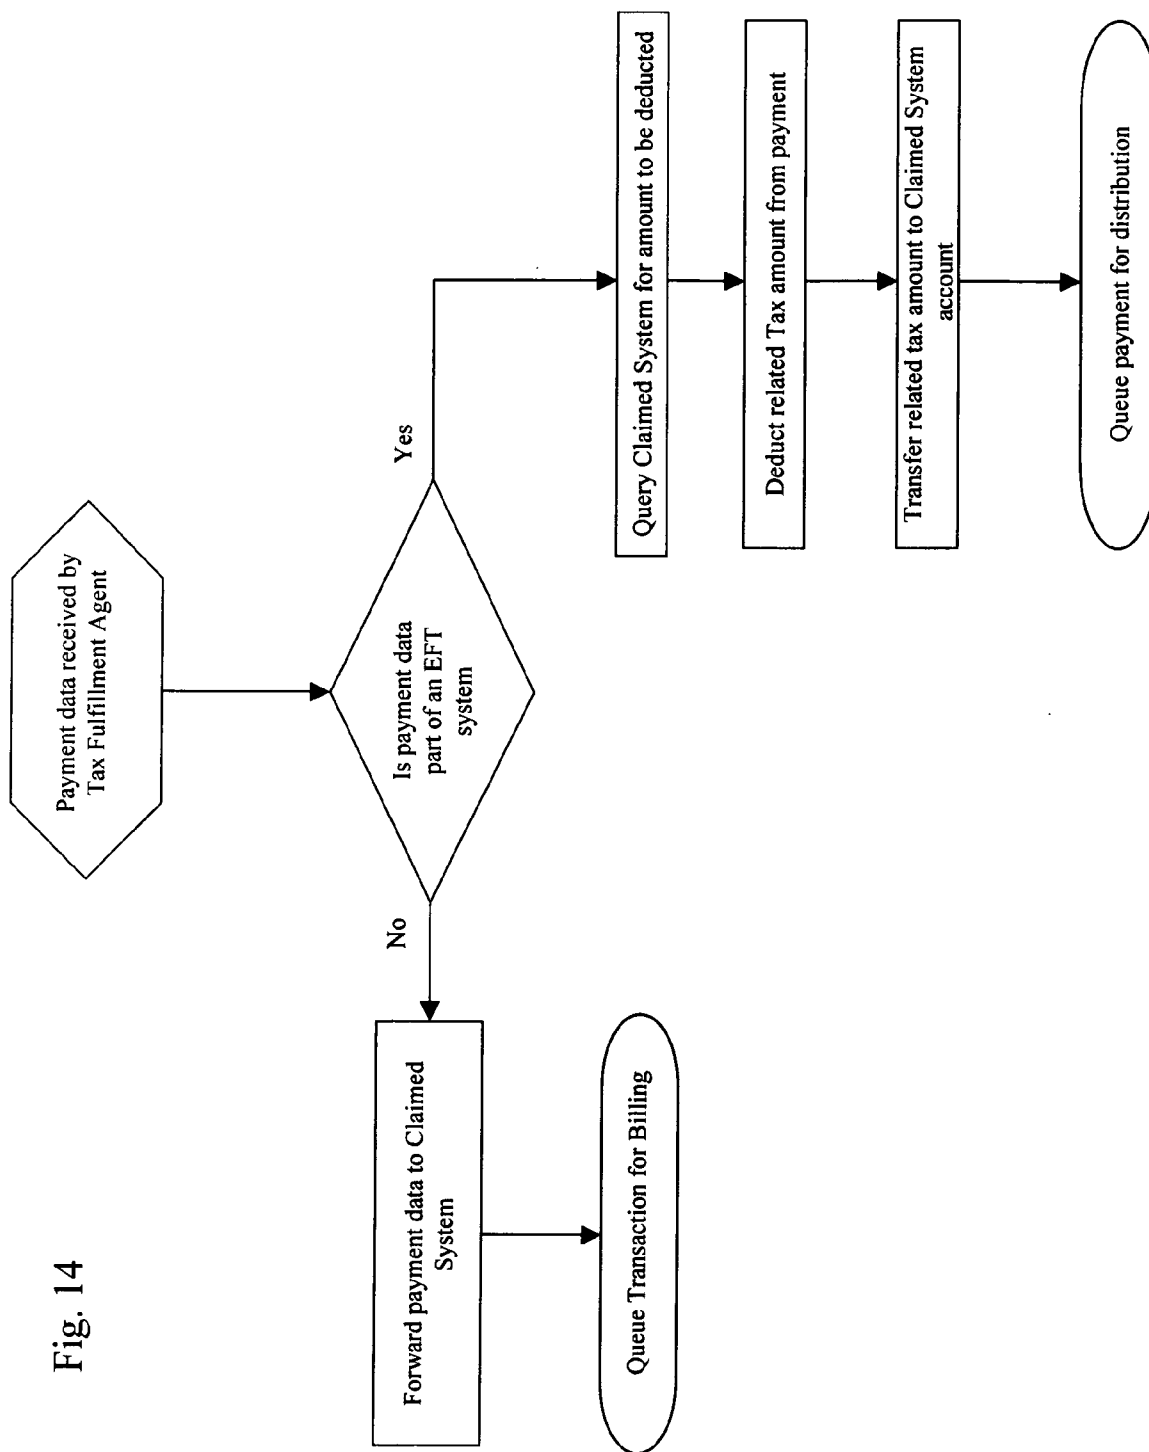 Fig. 14
Payment data received by
Tax Fulfillment Agent
Is payment data
part of an EFT
system
No
Yes
Forward payment data to Claimed
System
Queue Transaction for Billing
Query Claimed System for amount to be deducted
Deduct related Tax amount from payment
Transfer related tax amount to Claimed System
account
Queue payment for distribution